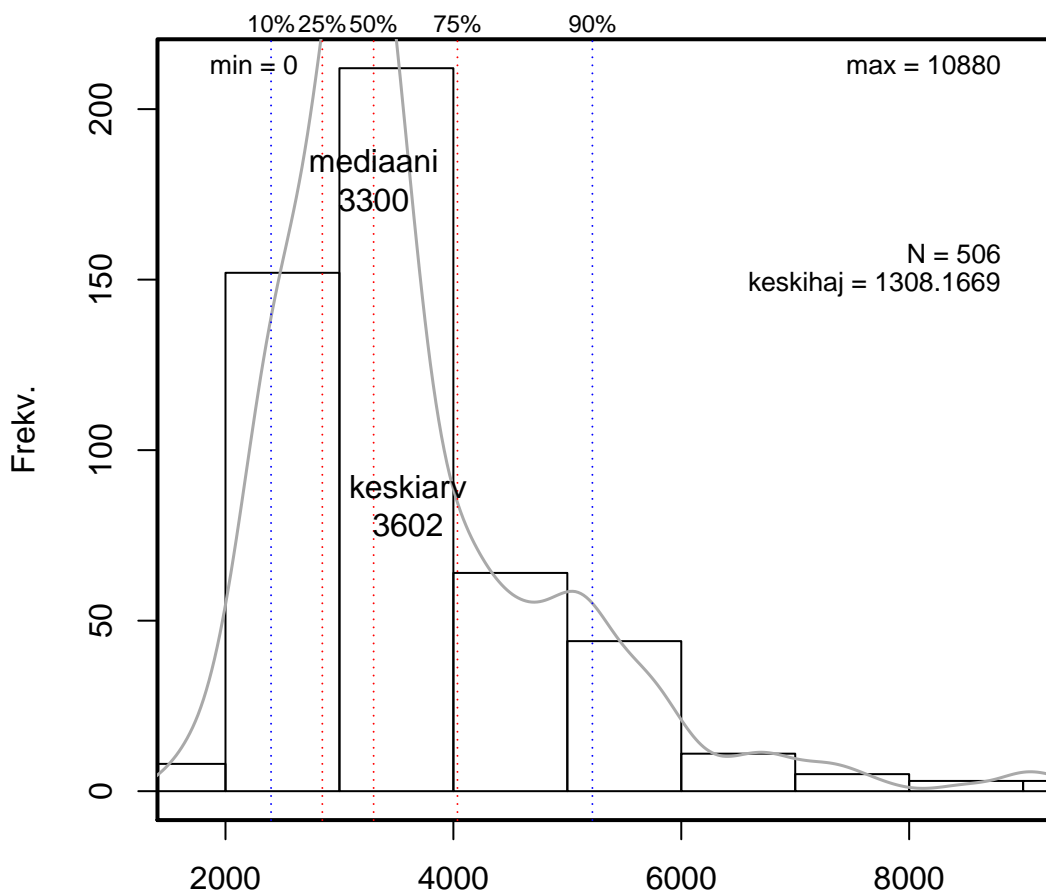 10% 25% 50% 75% 90%
min = 0 max = 10880
mediaani
3300
N = 506
keskihaj = 1308.1669
keskiarv
3602
Frekv.
200
150
100
50
0
2000 4000 6000 8000